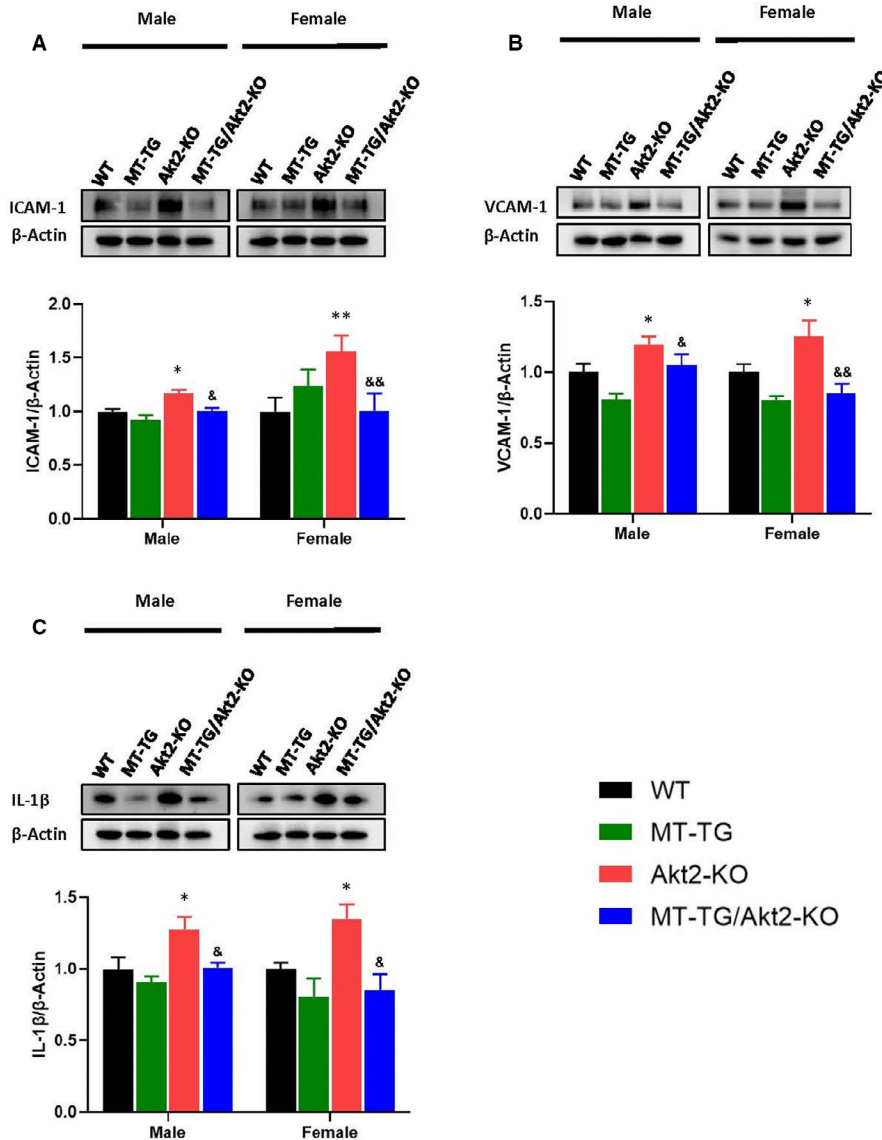 A
Male
Female
WT
MT-TG
Akt2-KO
MT-TG/Akt2-KO
WT
MT-TG
Akt2-KO
MT-TG/Akt2-KO
ICAM-1
β-Actin
ICAM-1/β-Actin
2.0
1.5
1.0
0.5
0.0
*
&
**
&&
Male
Female
B
Male
Female
WT
MT-TG
Akt2-KO
MT-TG/Akt2-KO
WT
MT-TG
Akt2-KO
MT-TG/Akt2-KO
VCAM-1
β-Actin
VCAM-1/β-Actin
1.5
1.0
0.5
0.0
*
&
*
&&
Male
Female
C
Male
Female
WT
MT-TG
Akt2-KO
MT-TG/Akt2-KO
WT
MT-TG
Akt2-KO
MT-TG/Akt2-KO
IL-1β
β-Actin
IL-1β/β-Actin
1.5
1.0
0.5
0.0
*
&
*
&
Male
Female
WT
MT-TG
Akt2-KO
MT-TG/Akt2-KO